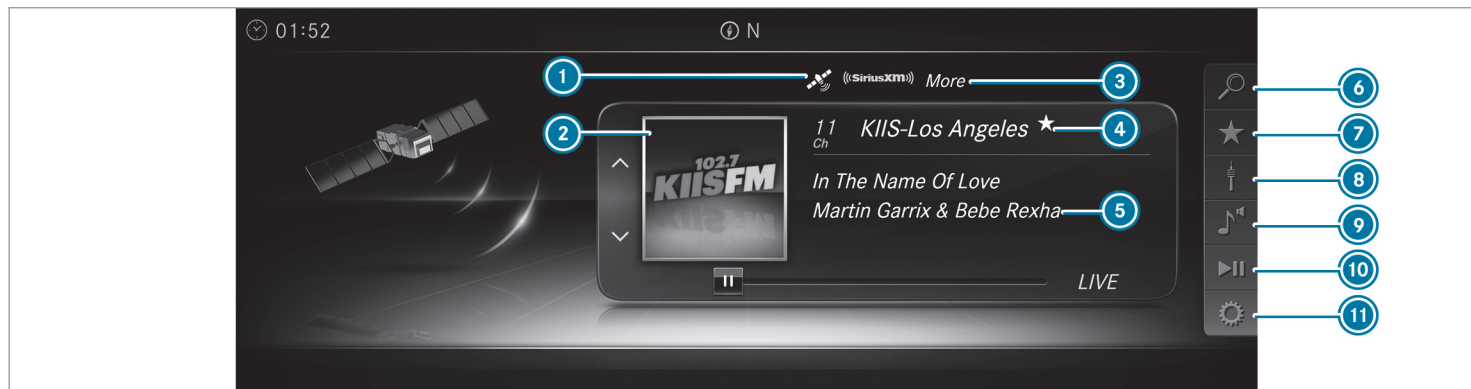 01:52
N
1
((SiriusXM))
More
3
2
11
Ch
KIIS-Los Angeles
4
102.7
KIISFM
In The Name Of Love
Martin Garrix & Bebe Rexha
5
LIVE
6
7
8
9
10
11